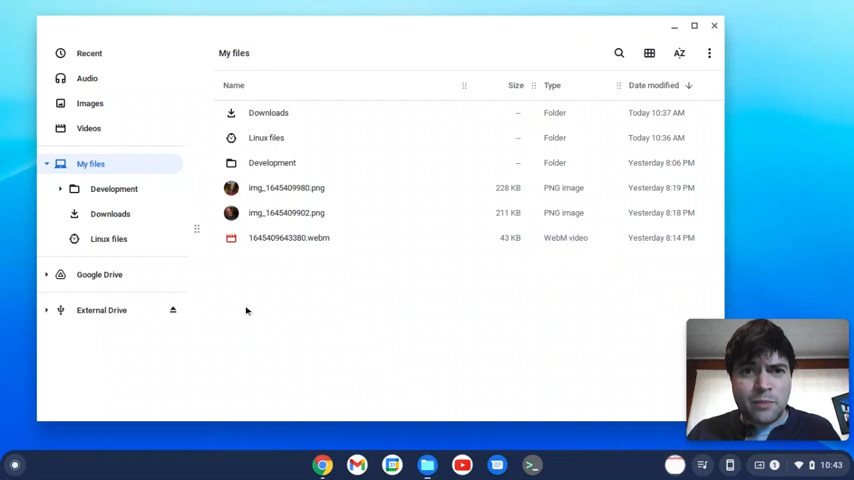 Recent
Audio
Images
Videos
My files
Development
Downloads
Linux files
Google Drive
External Drive
My files
AZ
Name Size Type Date modified
Downloads -- Folder Today 10:37 AM
Linux files -- Folder Today 10:36 AM
Development -- Folder Yesterday 8:06 PM
img_1645409980.png 228 KB PNG image Yesterday 8:19 PM
img_1645409902.png 211 KB PNG image Yesterday 8:18 PM
1645409643380.webm 43 KB WebM video Yesterday 8:14 PM
31 >_ 1 10:43